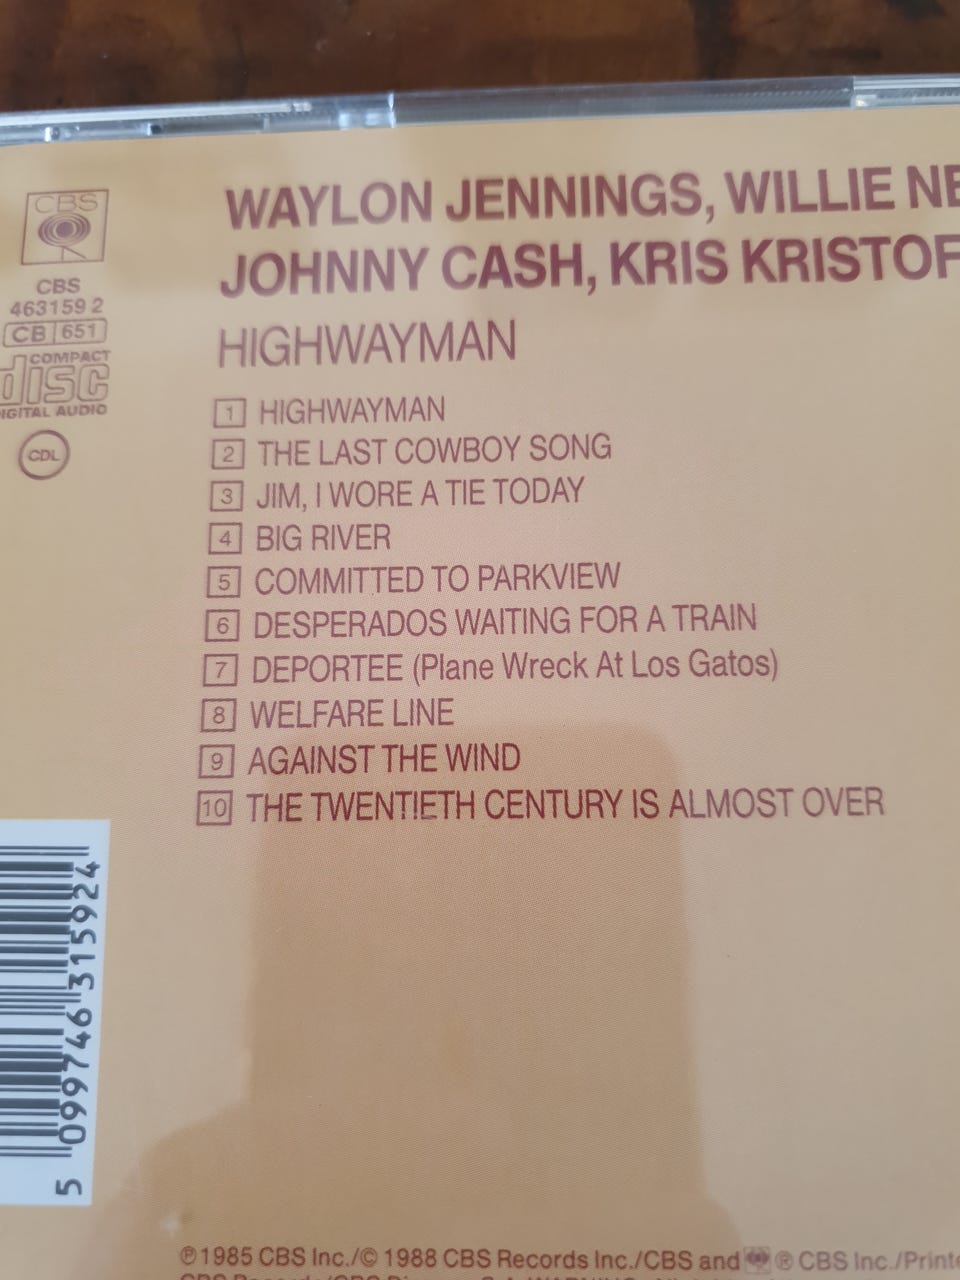 CBS
CBS
463159 2
CB 651
COMPACT
disc
DIGITAL AUDIO
CDL
WAYLON JENNINGS, WILLIE NE
JOHNNY CASH, KRIS KRISTOF
HIGHWAYMAN
1 HIGHWAYMAN
2 THE LAST COWBOY SONG
3 JIM, I WORE A TIE TODAY
4 BIG RIVER
5 COMMITTED TO PARKVIEW
6 DESPERADOS WAITING FOR A TRAIN
7 DEPORTEE (Plane Wreck At Los Gatos)
8 WELFARE LINE
9 AGAINST THE WIND
10 THE TWENTIETH CENTURY IS ALMOST OVER
5 099746 315924
℗ 1985 CBS Inc./© 1988 CBS Records Inc./CBS and ® CBS Inc./Printe